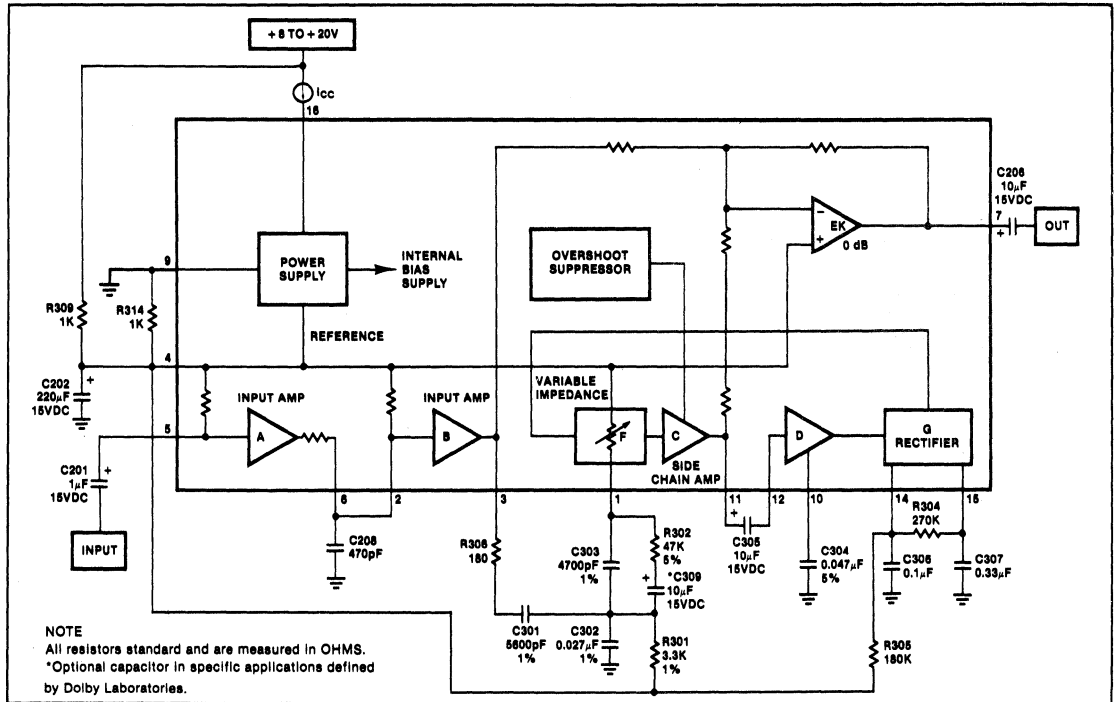 +8 TO +20V
ICC
16
C206
10μF
15VDC
7
+
OUT
−
EK
+
0 dB
9
POWER
SUPPLY
INTERNAL
BIAS
SUPPLY
OVERSHOOT
SUPPRESSOR
R309
1K
R314
1K
REFERENCE
4
+
C202
220μF
15VDC
INPUT AMP
A
INPUT AMP
B
VARIABLE
IMPEDANCE
F
C
SIDE
CHAIN AMP
D
G
RECTIFIER
5
C201
1μF
15VDC
+
INPUT
6
2
3
1
11
12
10
14
15
C208
470pF
R306
180
C303
4700pF
1%
R302
47K
5%
+
*C309
10μF
15VDC
+
C305
10μF
15VDC
C304
0.047μF
5%
R304
270K
C306
0.1μF
C307
0.33μF
C301
5600pF
1%
C302
0.027μF
1%
R301
3.3K
1%
R305
180K
NOTE
All resistors standard and are measured in OHMS.
*Optional capacitor in specific applications defined
by Dolby Laboratories.